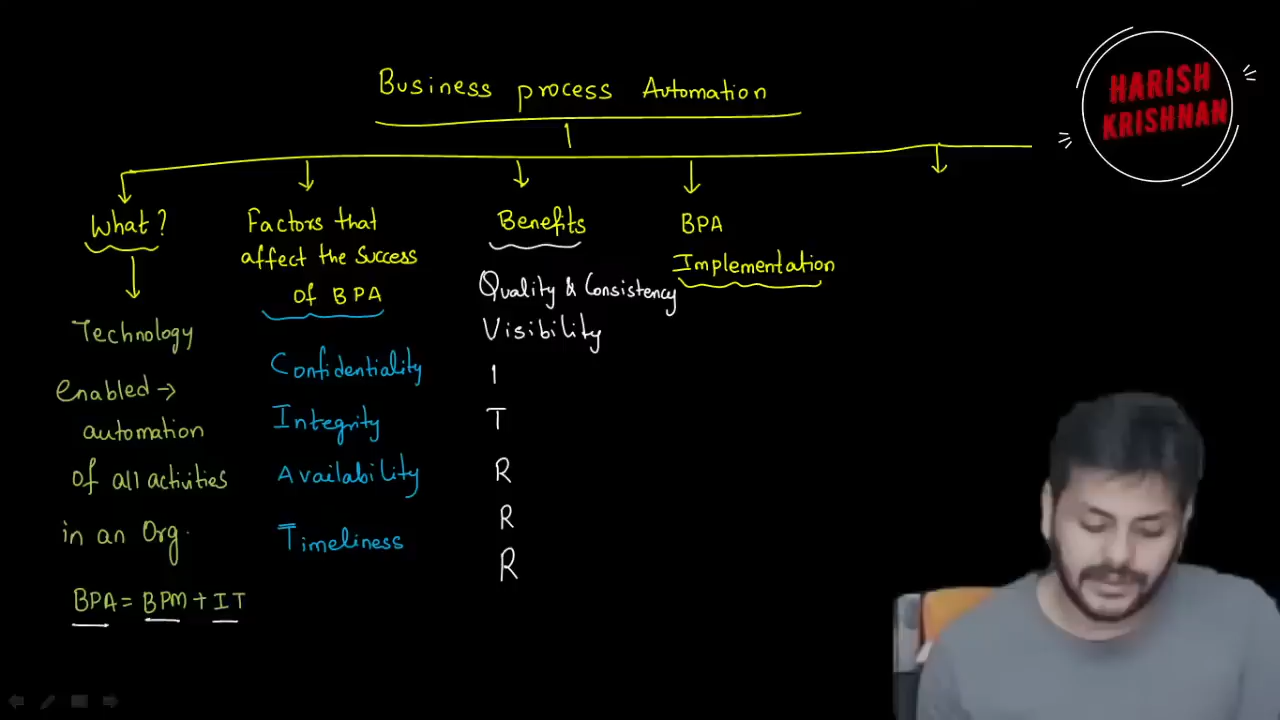 Business process Automation
HARISH
KRISHNAN
What?
Technology
enabled →
automation
of all activities
in an Org.
BPA = BPM + IT
Factors that
affect the Success
of BPA
Confidentiality
Integrity
Availability
Timeliness
Benefits
Quality & Consistency
Visibility
I
T
R
R
R
BPA
Implementation